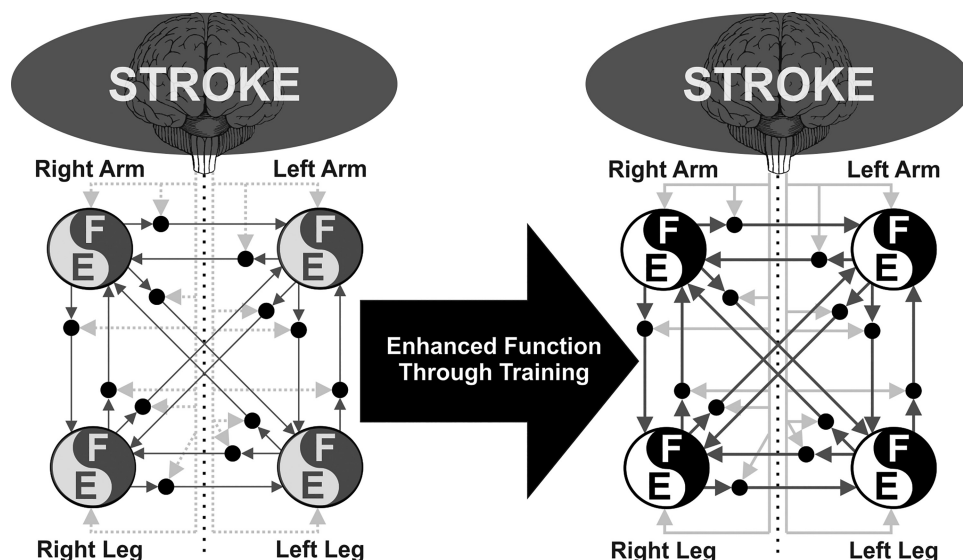 STROKE
Right Arm Left Arm
F F
E E
F F
E E
Right Leg Left Leg
Enhanced Function
Through Training
STROKE
Right Arm Left Arm
F F
E E
F F
E E
Right Leg Left Leg